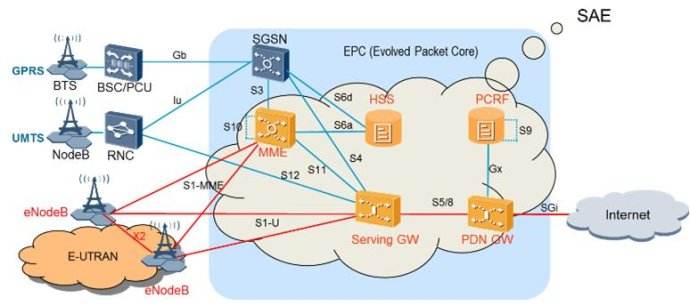 SAE
SGSN
EPC (Evolved Packet Core)
Gb
GPRS
BTS
BSC/PCU
S3
S6d
HSS
PCRF
Iu
UMTS
S10
S6a
S9
NodeB
RNC
MME
S4
Gx
S11
S12
S1-MME
eNodeB
S5/8
SGi
Internet
S1-U
X2
Serving GW
PDN GW
E-UTRAN
eNodeB